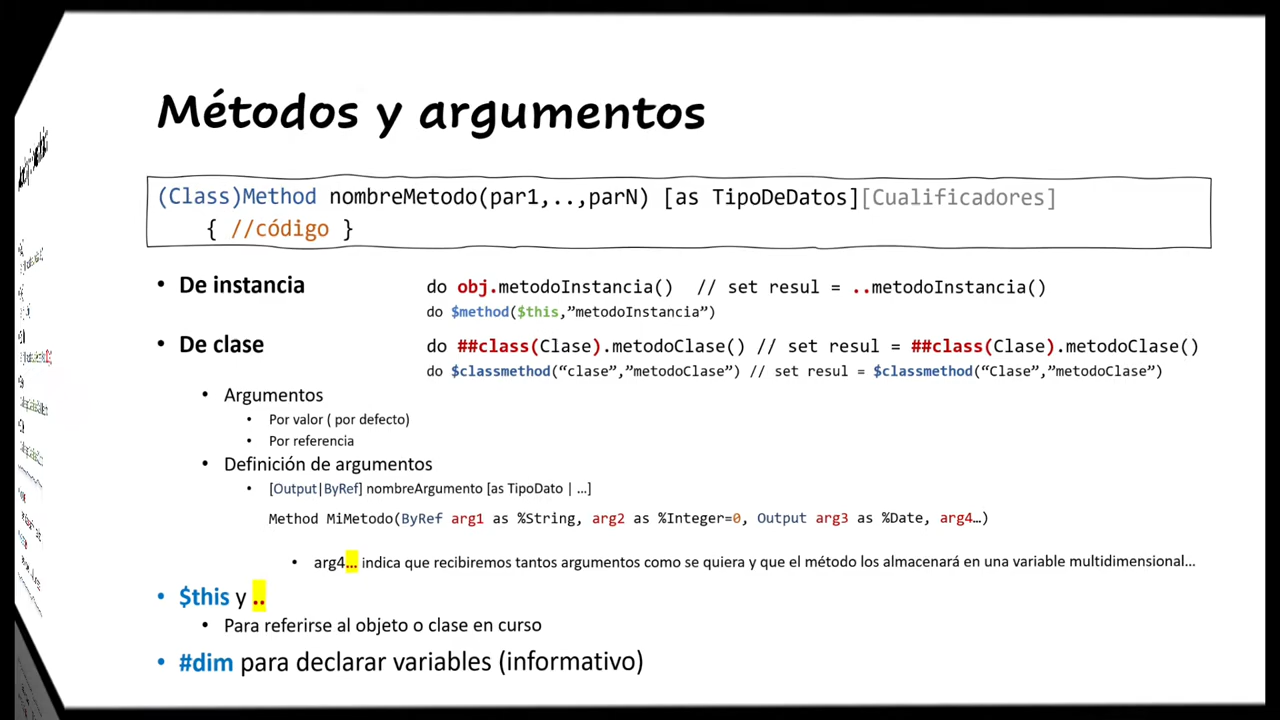 Métodos y argumentos
(Class)Method nombreMetodo(par1,..,parN) [as TipoDeDatos][Cualificadores]
{ //código }
• De instancia do obj.metodoInstancia() // set resul = ..metodoInstancia()
do $method($this,”metodoInstancia”)
• De clase do ##class(Clase).metodoClase() // set resul = ##class(Clase).metodoClase()
do $classmethod(“clase”,”metodoClase”) // set resul = $classmethod(“Clase”,”metodoClase”)
• Argumentos
• Por valor ( por defecto)
• Por referencia
• Definición de argumentos
• [Output|ByRef] nombreArgumento [as TipoDato | …]
Method MiMetodo(ByRef arg1 as %String, arg2 as %Integer=0, Output arg3 as %Date, arg4…)
• arg4… indica que recibiremos tantos argumentos como se quiera y que el método los almacenará en una variable multidimensional...
• $this y ..
• Para referirse al objeto o clase en curso
• #dim para declarar variables (informativo)